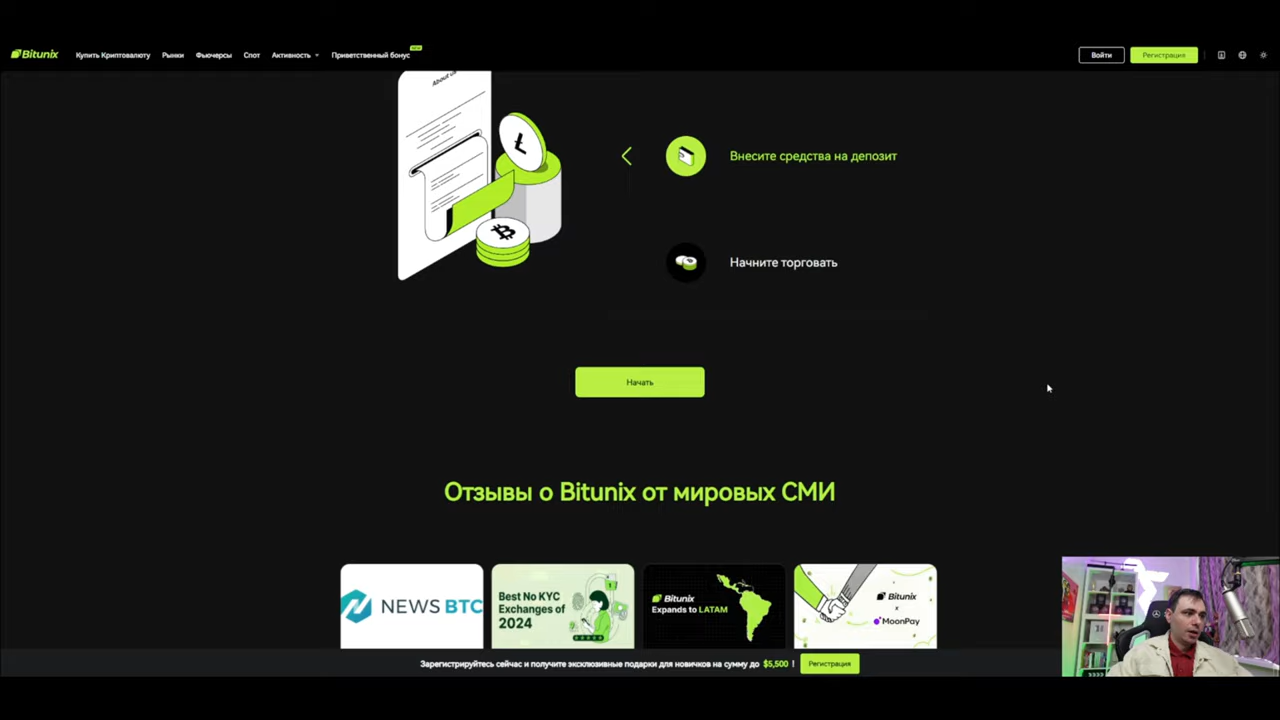 Bitunix
Купить Криптовалюту
Рынки
Фьючерсы
Спот
Активность
Приветственный бонус
NEW
Войти
Регистрация
About us
Внесите средства на депозит
Начните торговать
Начать
Отзывы о Bitunix от мировых СМИ
NEWS BTC
Best No KYC
Exchanges of
2024
Bitunix
Expands to LATAM
Bitunix
x
MoonPay
Зарегистрируйтесь сейчас и получите эксклюзивные подарки для новичков на сумму до $5,500 !
Регистрация